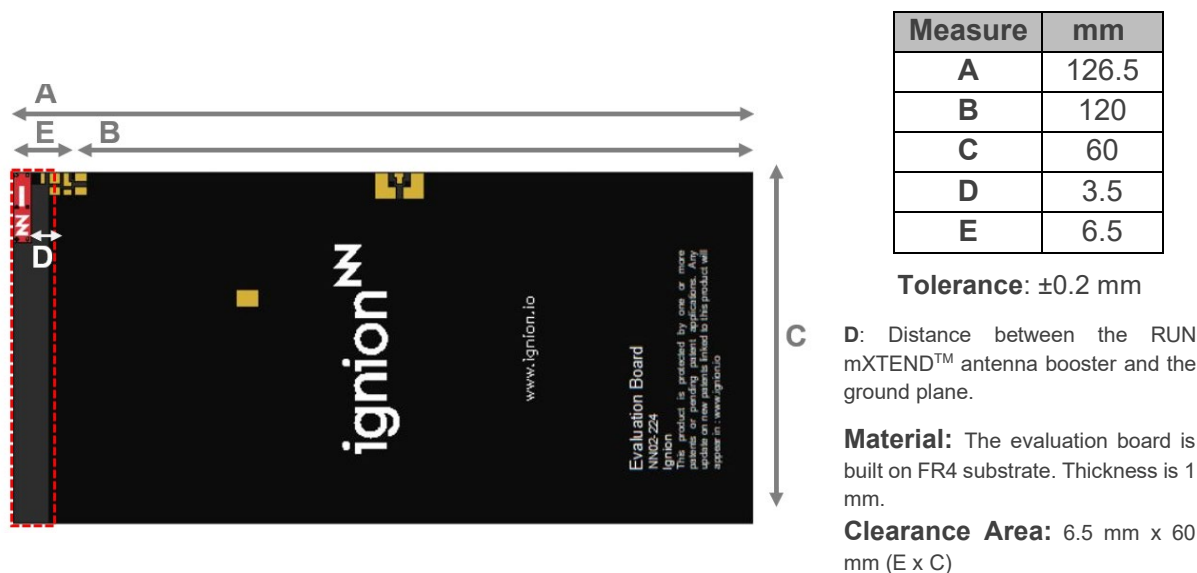 A
E B
D
C
ignion
NN
www.ignion.io
Evaluation Board
NN02-224
Ignion
This product is protected by one or more
patents or pending patent applications. Any
update on new patents linked to this product will
appear in : www.ignion.io
Measure mm
A 126.5
B 120
C 60
D 3.5
E 6.5
Tolerance: ±0.2 mm
D: Distance between the RUN
mXTEND™ antenna booster and the
ground plane.
Material: The evaluation board is
built on FR4 substrate. Thickness is 1
mm.
Clearance Area: 6.5 mm x 60
mm (E x C)